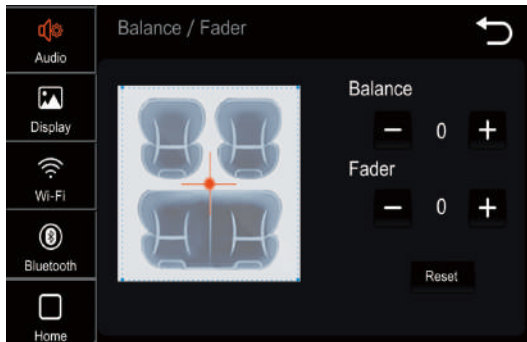 Balance / Fader
Audio
Display
Wi-Fi
Bluetooth
Home
Balance
− 0 +
Fader
− 0 +
Reset